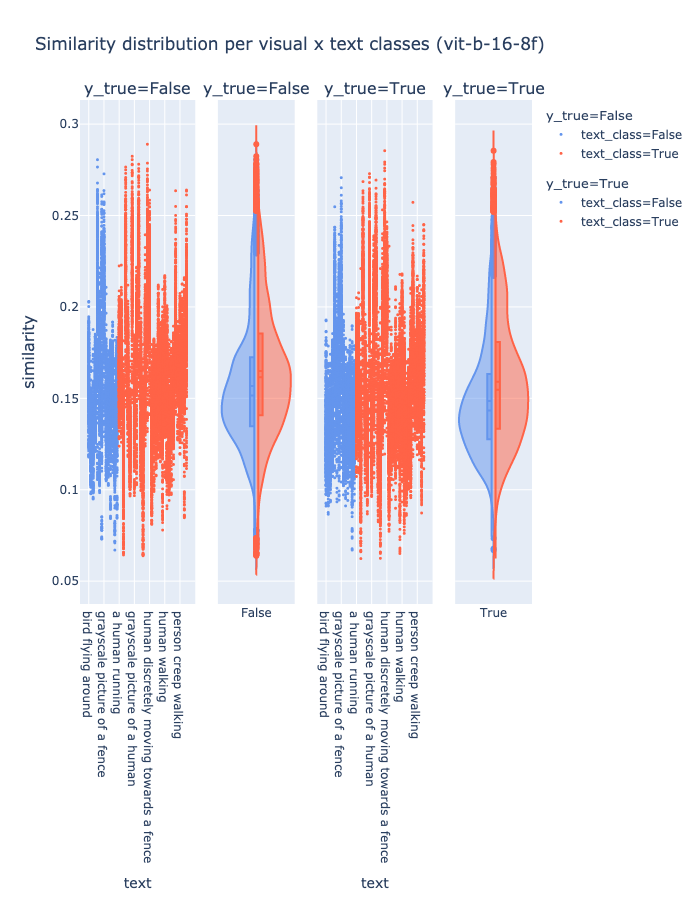 Similarity distribution per visual x text classes (vit-b-16-8f)
y_true=False
y_true=False
y_true=True
y_true=True
y_true=False
text_class=False
text_class=True
y_true=True
text_class=False
text_class=True
similarity
0.3
0.25
0.2
0.15
0.1
0.05
bird flying around
grayscale picture of a fence
a human running
grayscale picture of a human
human discretely moving towards a fence
human walking
person creep walking
False
bird flying around
grayscale picture of a fence
a human running
grayscale picture of a human
human discretely moving towards a fence
human walking
person creep walking
True
text
text